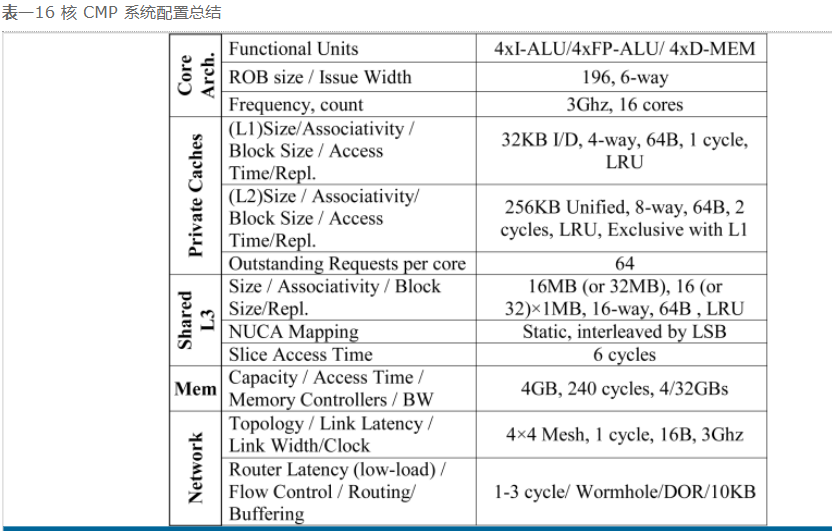 表一16 核 CMP 系统配置总结
Core
Arch.
Functional Units
4xI-ALU/4xFP-ALU/ 4xD-MEM
ROB size / Issue Width
196, 6-way
Frequency, count
3Ghz, 16 cores
Private Caches
(L1)Size/Associativity /
Block Size / Access
Time/Repl.
32KB I/D, 4-way, 64B, 1 cycle,
LRU
(L2)Size / Associativity/
Block Size / Access
Time/Repl.
256KB Unified, 8-way, 64B, 2
cycles, LRU, Exclusive with L1
Outstanding Requests per core
64
Shared
L3
Size / Associativity / Block
Size/Repl.
16MB (or 32MB), 16 (or
32)×1MB, 16-way, 64B , LRU
NUCA Mapping
Static, interleaved by LSB
Slice Access Time
6 cycles
Mem
Capacity / Access Time /
Memory Controllers / BW
4GB, 240 cycles, 4/32GBs
Network
Topology / Link Latency /
Link Width/Clock
4×4 Mesh, 1 cycle, 16B, 3Ghz
Router Latency (low-load) /
Flow Control / Routing/
Buffering
1-3 cycle/ Wormhole/DOR/10KB